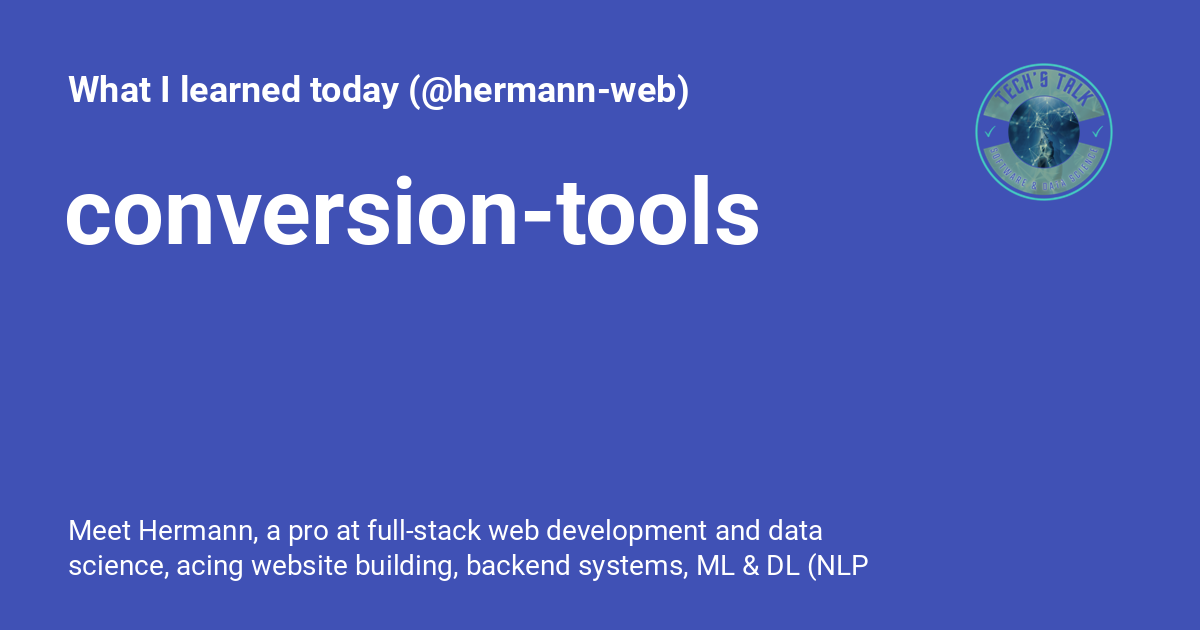 What I learned today (@hermann-web)
TECH'S TALK
conversion-tools
SOFTWARE & DATA SCIENCE
Meet Hermann, a pro at full-stack web development and data
science, acing website building, backend systems, ML & DL (NLP